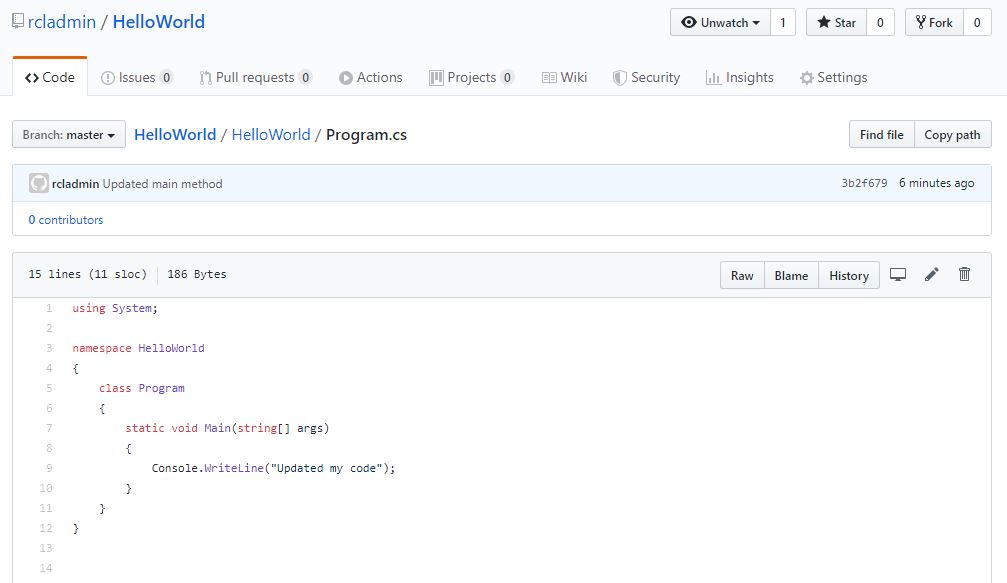 rcladmin / HelloWorld
Unwatch 1 Star 0 Fork 0
Code Issues 0 Pull requests 0 Actions Projects 0 Wiki Security Insights Settings
Branch: master HelloWorld / HelloWorld / Program.cs Find file Copy path
rcladmin Updated main method 3b2f679 6 minutes ago
0 contributors
15 lines (11 sloc) 186 Bytes Raw Blame History
1 using System;
2
3 namespace HelloWorld
4 {
5 class Program
6 {
7 static void Main(string[] args)
8 {
9 Console.WriteLine("Updated my code");
10 }
11 }
12 }
13
14